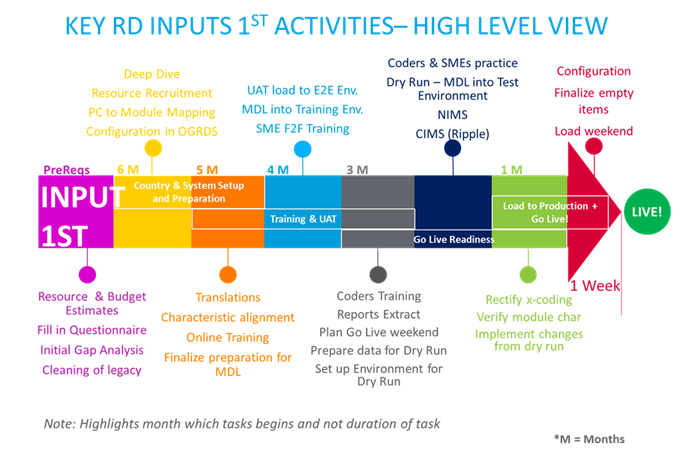 KEY RD INPUTS 1ST ACTIVITIES– HIGH LEVEL VIEW
Deep Dive
Resource Recruitment
PC to Module Mapping
Configuration in OGRDS
UAT load to E2E Env.
MDL into Training Env.
SME F2F Training
Coders & SMEs practice
Dry Run – MDL into Test
Environment
NIMS
CIMS (Ripple)
Configuration
Finalize empty
items
Load weekend
PreReqs
6 M
5 M
4 M
3 M
1 M
INPUT
1ST
Country & System Setup
and Preparation
Training & UAT
Go Live Readiness
Load to Production +
Go Live!
LIVE!
1 Week
Resource & Budget
Estimates
Fill in Questionnaire
Initial Gap Analysis
Cleaning of legacy
Translations
Characteristic alignment
Online Training
Finalize preparation for
MDL
Coders Training
Reports Extract
Plan Go Live weekend
Prepare data for Dry Run
Set up Environment for
Dry Run
Rectify x-coding
Verify module char
Implement changes
from dry run
Note: Highlights month which tasks begins and not duration of task
*M = Months